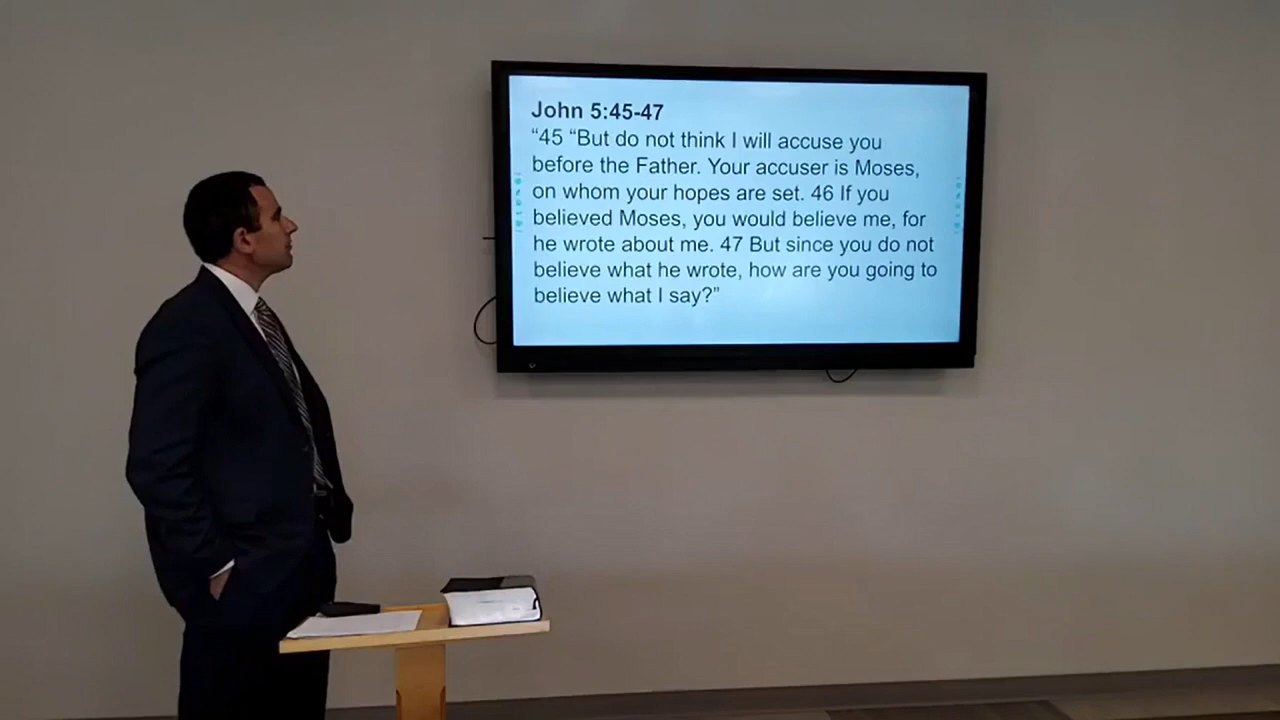 John 5:45-47
“45 “But do not think I will accuse you
before the Father. Your accuser is Moses,
on whom your hopes are set. 46 If you
believed Moses, you would believe me, for
he wrote about me. 47 But since you do not
believe what he wrote, how are you going to
believe what I say?”